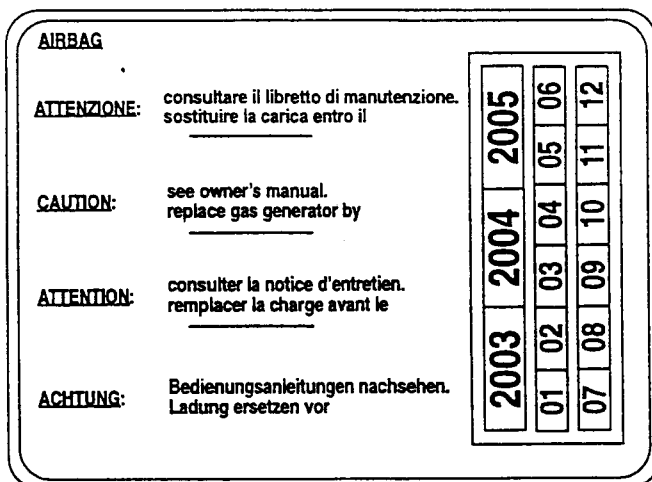 AIRBAG
ATTENZIONE: consultare il libretto di manutenzione.
sostituire la carica entro il
CAUTION: see owner's manual.
replace gas generator by
ATTENTION: consulter la notice d'entretien.
remplacer la charge avant le
ACHTUNG: Bedienungsanleitungen nachsehen.
Ladung ersetzen vor
2003 2004 2005
01 02 03 04 05 06
07 08 09 10 11 12